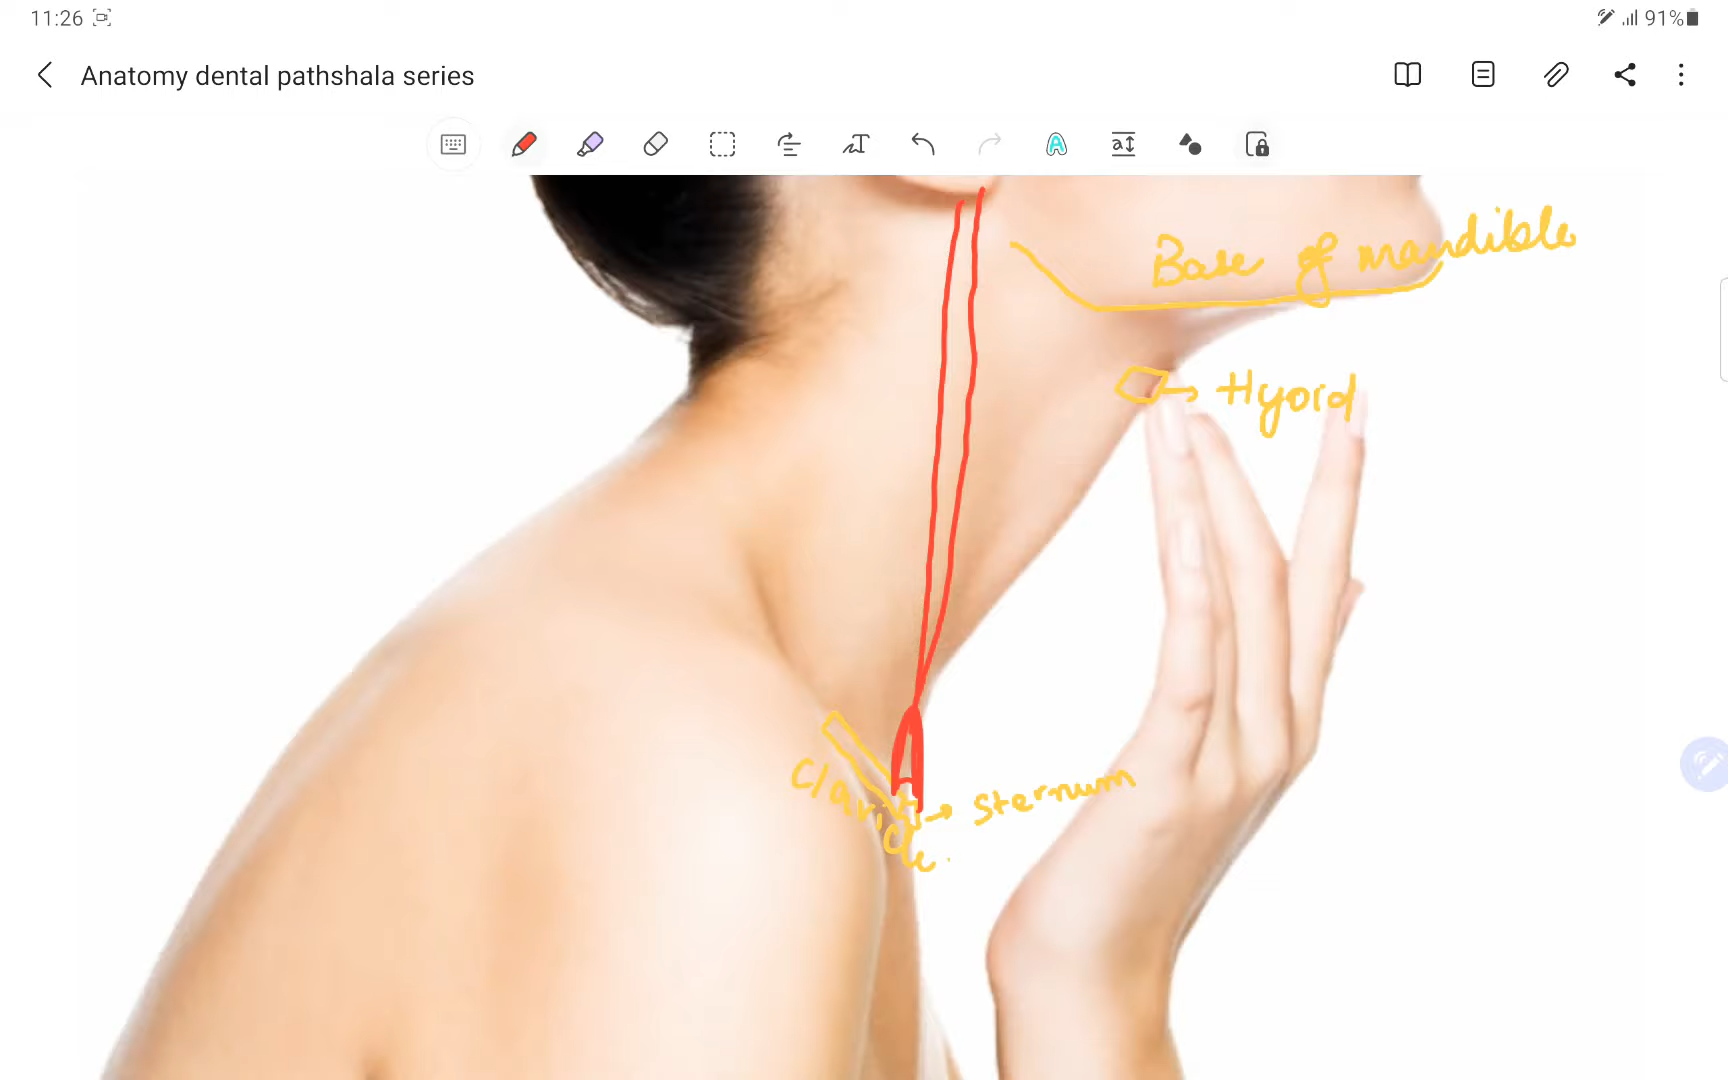 11:26
91%
Anatomy dental pathshala series
Base of mandible
Hyoid
Clavicle
sternum